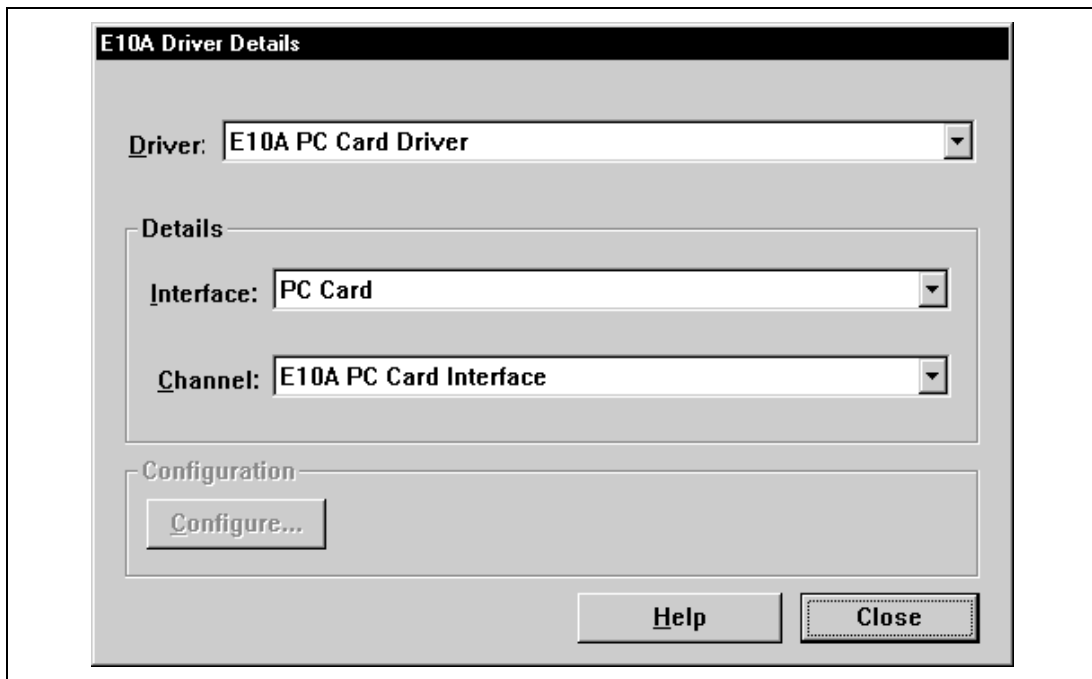 E10A Driver Details
Driver: E10A PC Card Driver
Details
Interface: PC Card
Channel: E10A PC Card Interface
Configuration
Configure...
Help Close